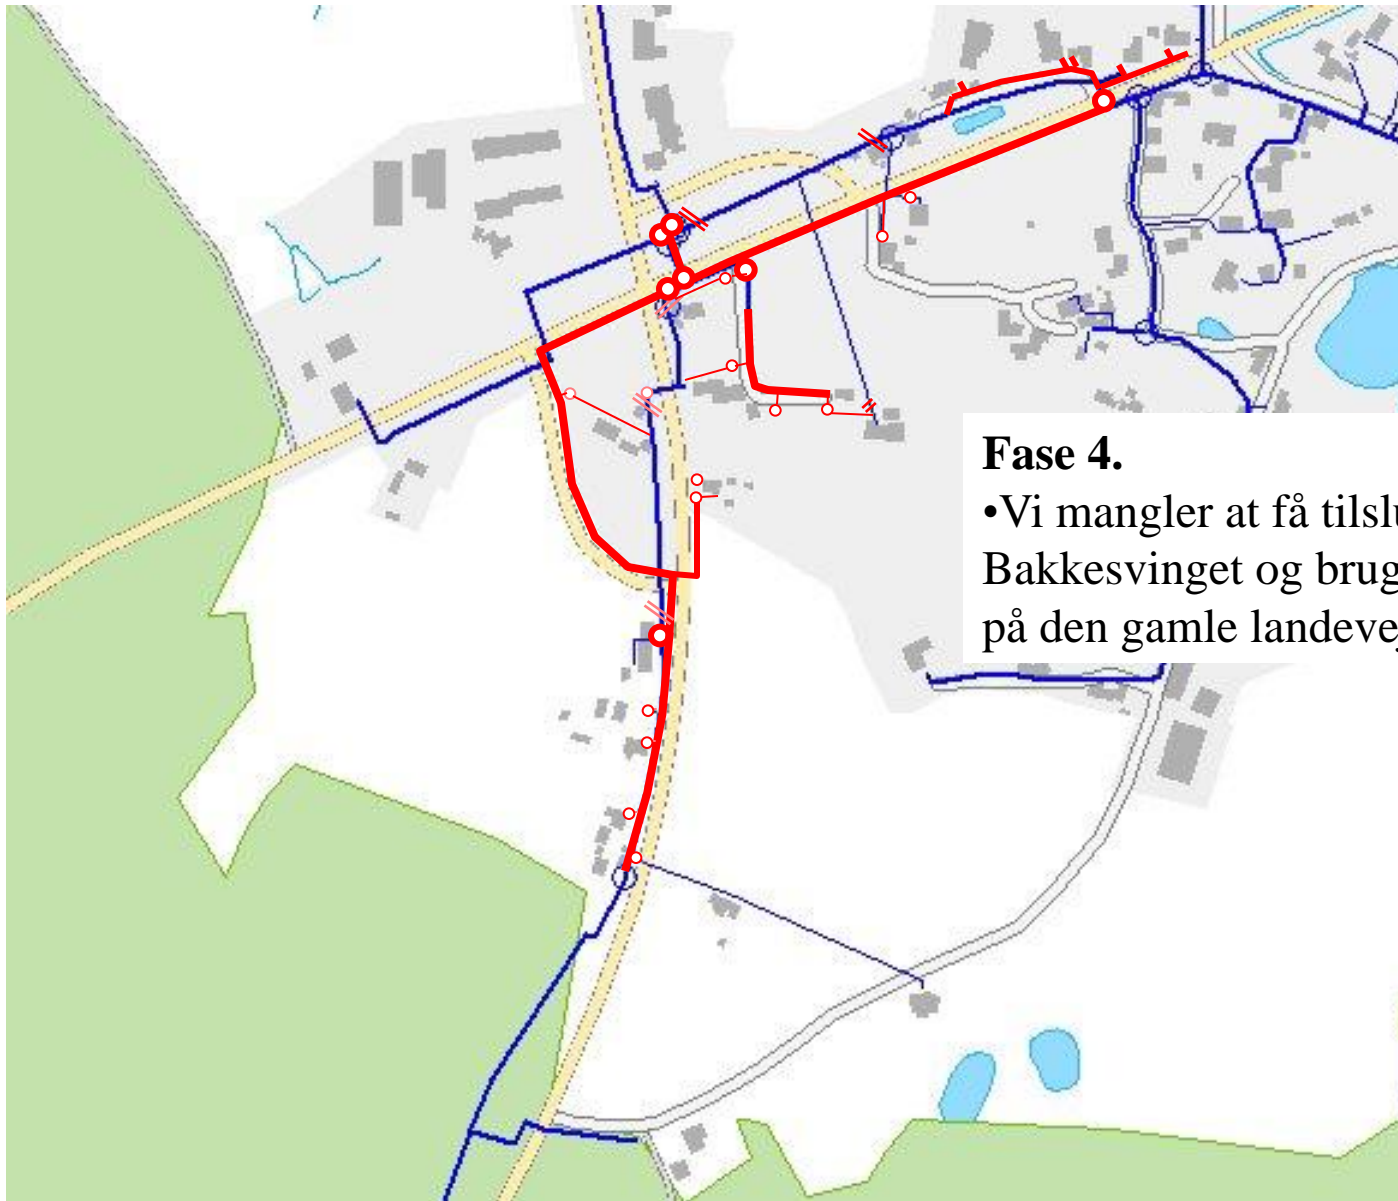 Fase 4.
•Vi mangler at få tilslu
Bakkesvinget og brug
på den gamle landeve